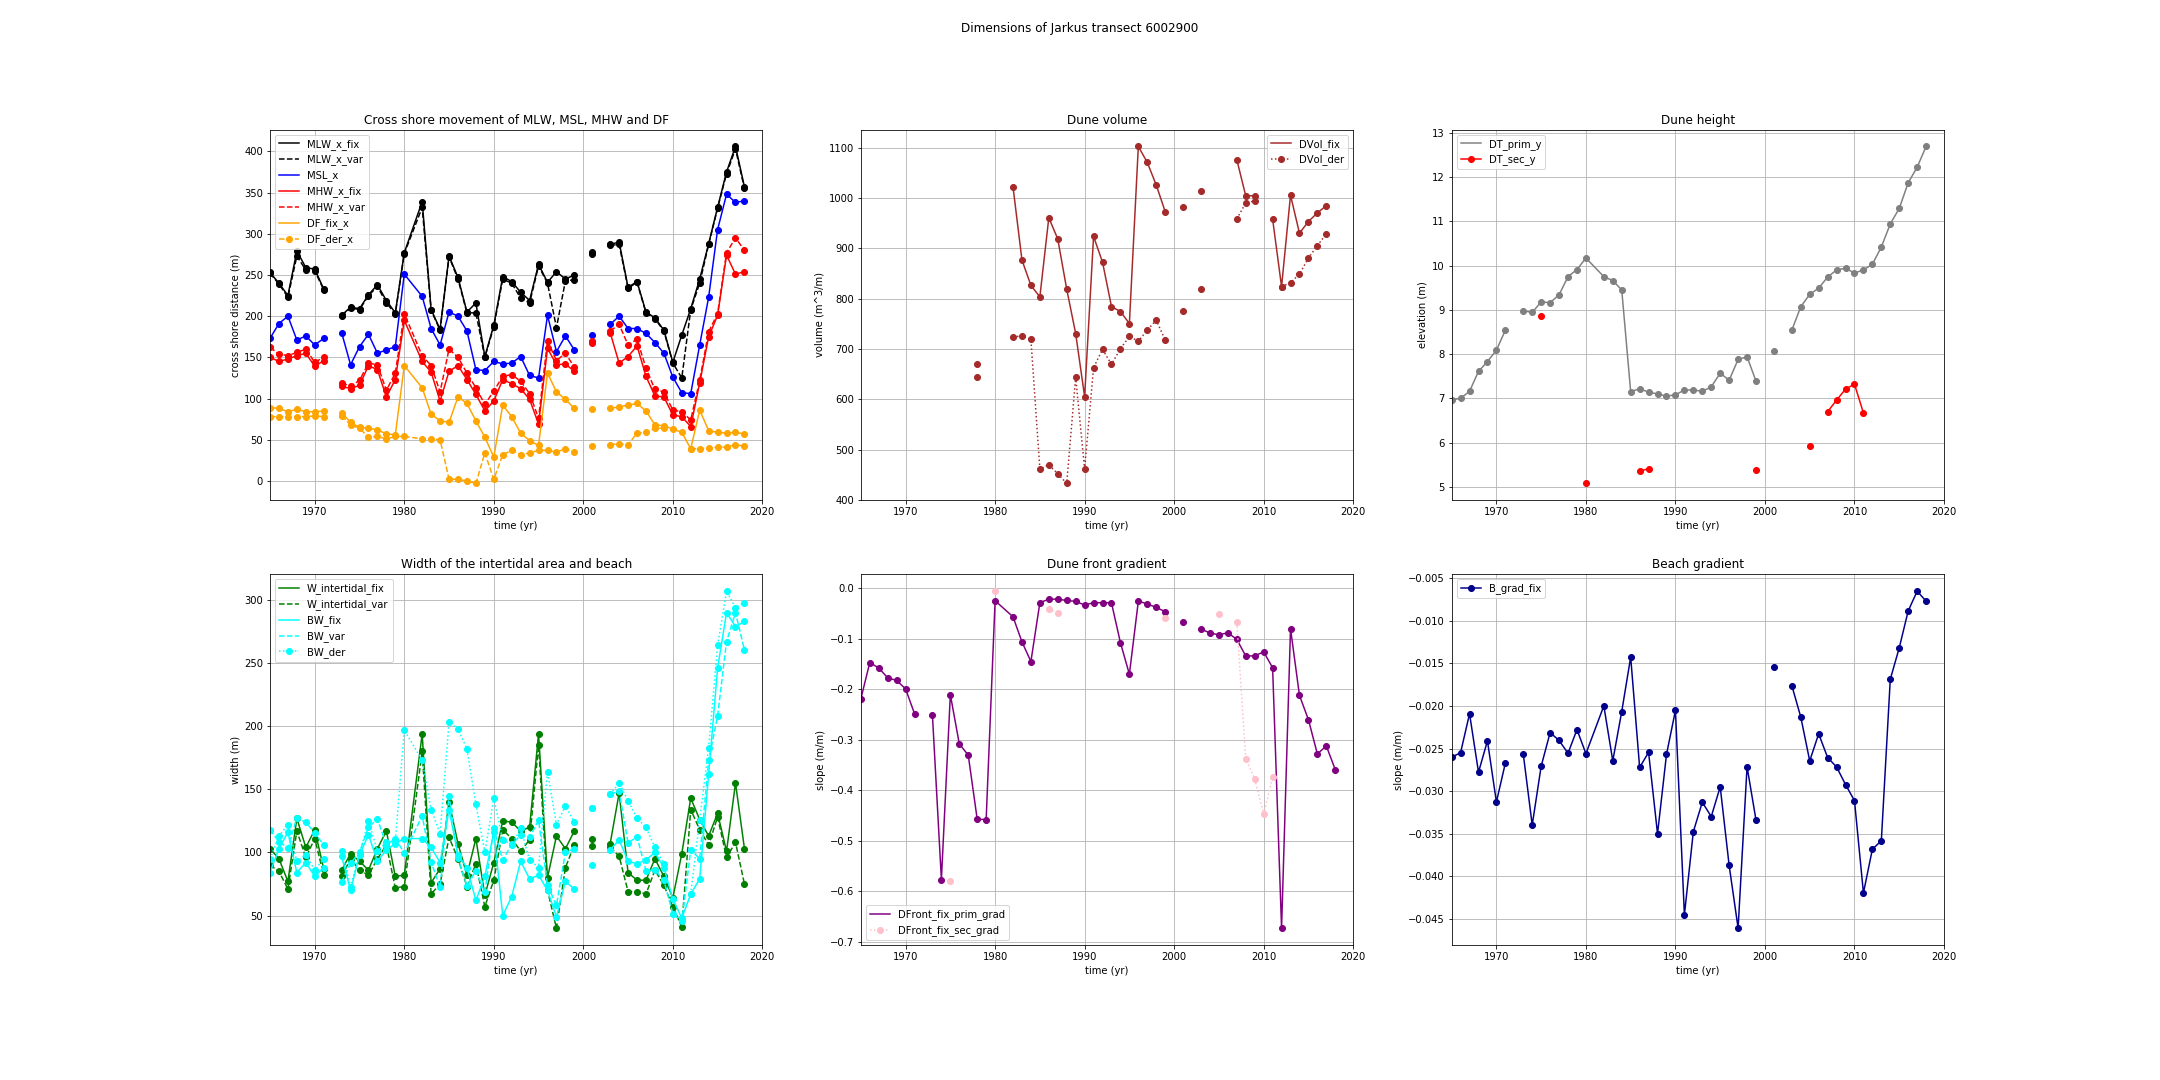 Dimensions of Jarkus transect 6002900
Cross shore movement of MLW, MSL, MHW and DF
MLW_x_fix
MLW_x_var
MSL_x
MHW_x_fix
MHW_x_var
DF_fix_x
DF_der_x
cross shore distance (m)
400
350
300
250
200
150
100
50
0
1970
1980
1990
2000
2010
2020
time (yr)
Dune volume
DVol_fix
DVol_der
volume (m^3/m)
1100
1000
900
800
700
600
500
400
1970
1980
1990
2000
2010
2020
time (yr)
Dune height
DT_prim_y
DT_sec_y
elevation (m)
13
12
11
10
9
8
7
6
5
1970
1980
1990
2000
2010
2020
time (yr)
Width of the intertidal area and beach
W_intertidal_fix
W_intertidal_var
BW_fix
BW_var
BW_der
width (m)
300
250
200
150
100
50
1970
1980
1990
2000
2010
2020
time (yr)
Dune front gradient
DFront_fix_prim_grad
DFront_fix_sec_grad
slope (m/m)
0.0
−0.1
−0.2
−0.3
−0.4
−0.5
−0.6
−0.7
1970
1980
1990
2000
2010
2020
time (yr)
Beach gradient
B_grad_fix
slope (m/m)
−0.005
−0.010
−0.015
−0.020
−0.025
−0.030
−0.035
−0.040
−0.045
1970
1980
1990
2000
2010
2020
time (yr)